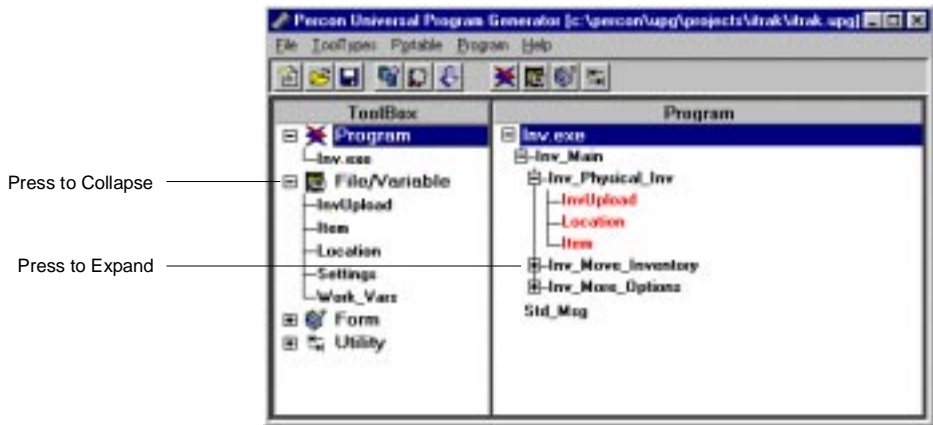 Percon Universal Program Generator [c:\percon\upg\projects\itrak\itrak.upg]
File ToolTypes Portable Program Help
ToolBox
Program
Inv.exe
File/Variable
InvUpload
Item
Location
Settings
Work_Vars
Form
Utility
Program
Inv.exe
Inv_Main
Inv_Physical_Inv
InvUpload
Location
Item
Inv_Move_Inventory
Inv_More_Options
Std_Msg
Press to Collapse
Press to Expand